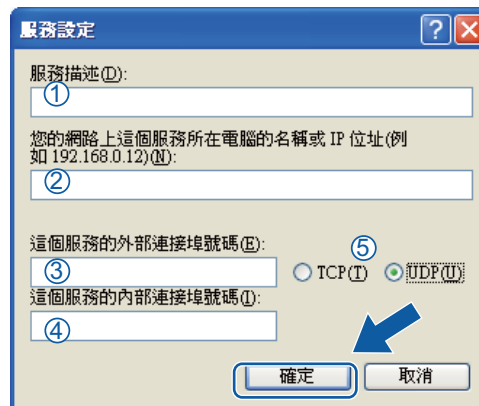 服務設定
服務描述(D):
①
您的網路上這個服務所在電腦的名稱或 IP 位址(例
如 192.168.0.12)(N):
②
這個服務的外部連接埠號碼(E):
⑤
③ TCP(T) UDP(U)
這個服務的內部連接埠號碼(I):
④
確定 取消